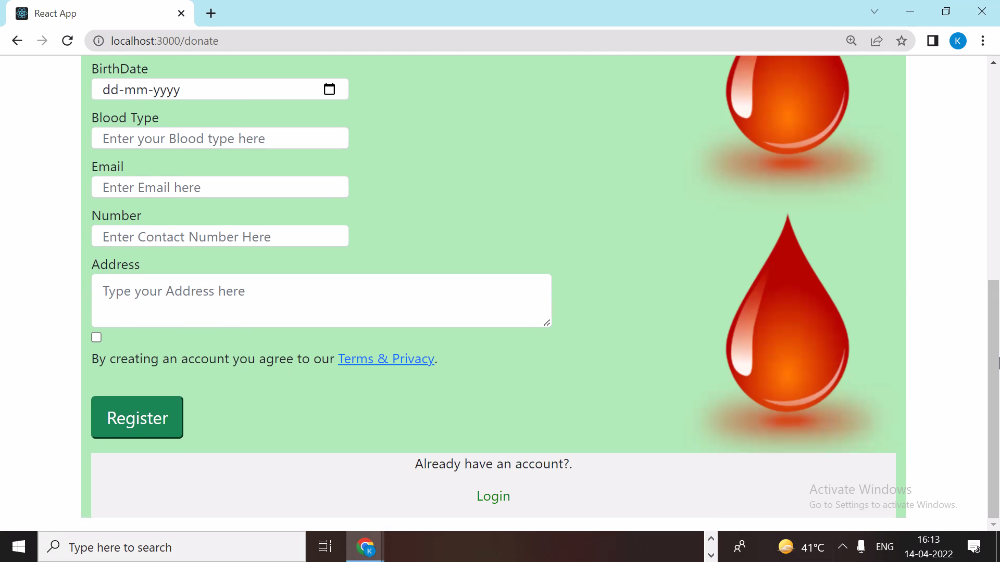 React App
localhost:3000/donate
K
BirthDate
dd-mm-yyyy
Blood Type
Enter your Blood type here
Email
Enter Email here
Number
Enter Contact Number Here
Address
Type your Address here
By creating an account you agree to our Terms & Privacy.
Register
Already have an account?.
Login
Activate Windows
Go to Settings to activate Windows.
Type here to search
K
41°C
ENG
16:13
14-04-2022